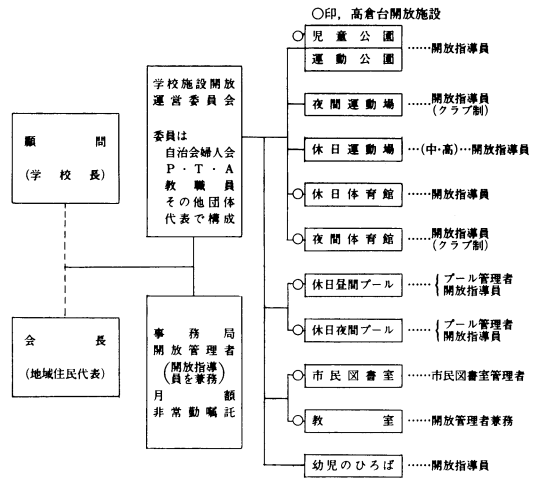 ○印，高倉台開放施設
顧問
(学校長)
会長
(地域住民代表)
学校施設開放
運営委員会
委員は
自治会婦人会
P・T・A
教職員
その他団体
代表で構成
事務局
開放管理者
(開放指導
員を兼務)
月額
非常勤嘱託
○児童公園
運動公園
……開放指導員
夜間運動場……開放指導員
(クラブ制)
休日運動場…(中・高)…開放指導員
○休日体育館……開放指導員
○夜間体育館……開放指導員
(クラブ制)
○休日昼間プール……{プール管理者
開放指導員
○休日夜間プール……{プール管理者
開放指導員
○市民図書室……市民図書室管理者
○教室……開放管理者兼務
幼児のひろば……開放指導員